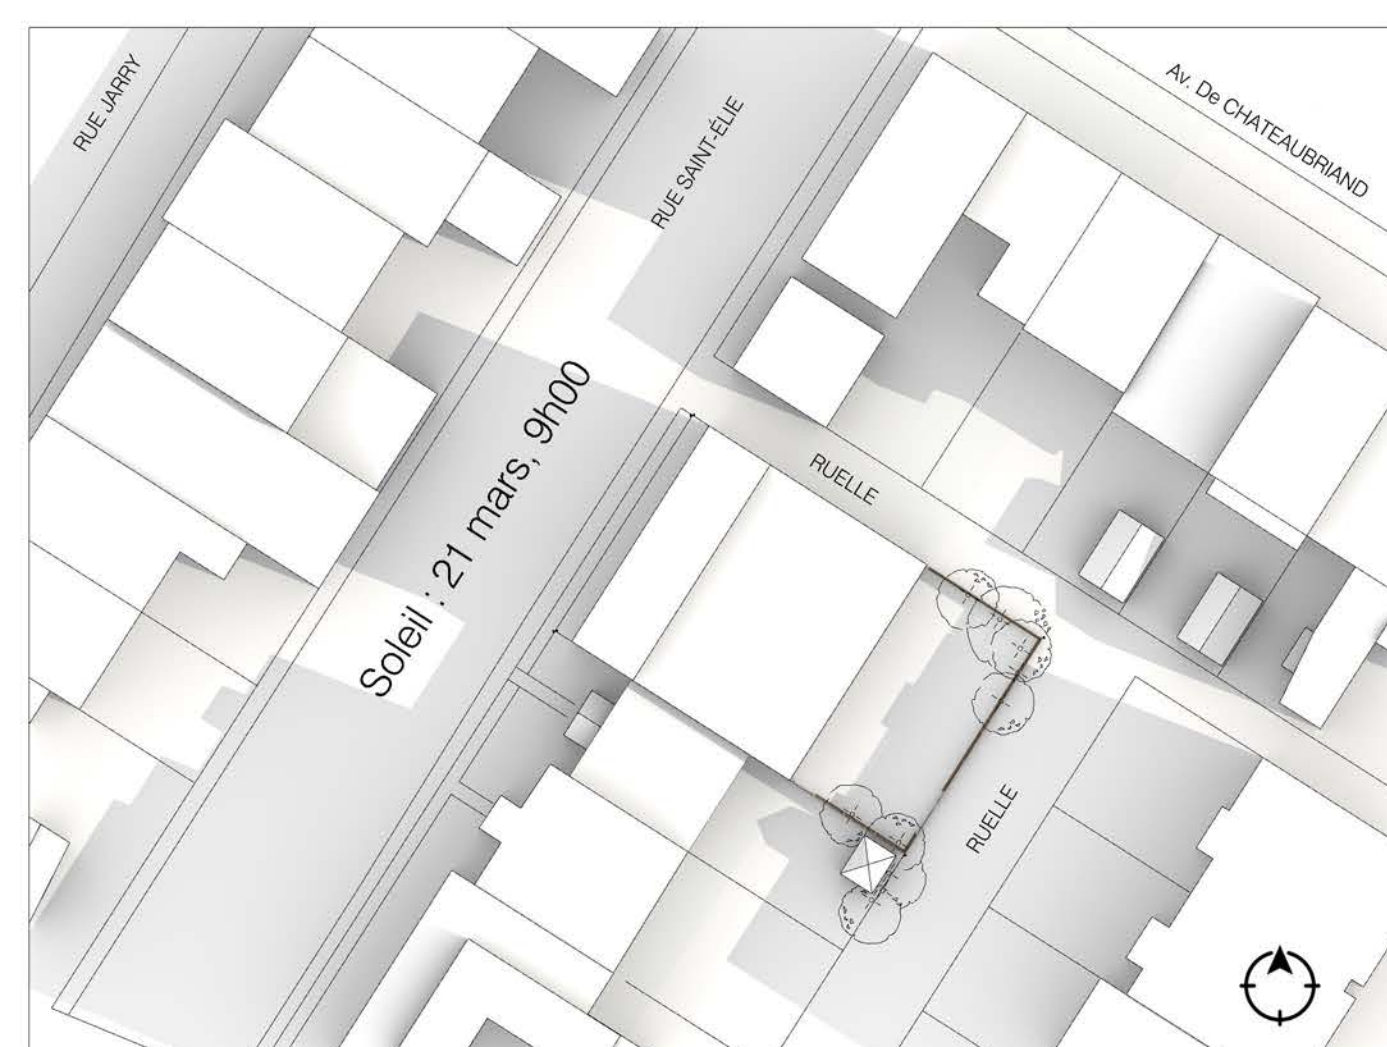 RUE JARRY
Av. De CHATEAUBRIAND
RUE SAINT-ÉLIE
Soleil : 21 mars, 9h00
RUELLE
RUELLE